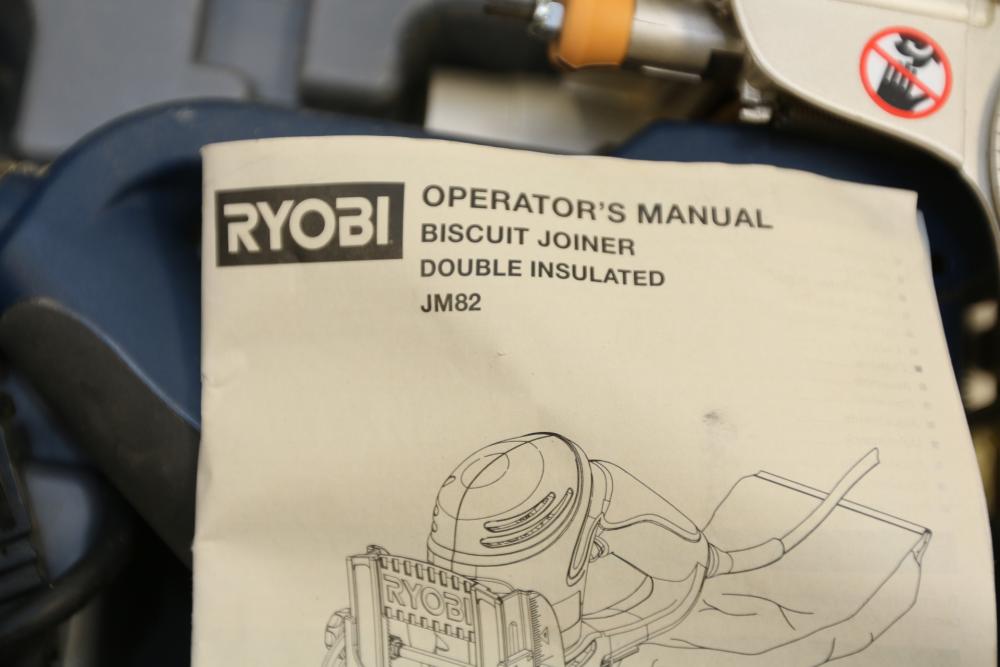 RYOBI
OPERATOR'S MANUAL
BISCUIT JOINER
DOUBLE INSULATED
JM82
RYOBI